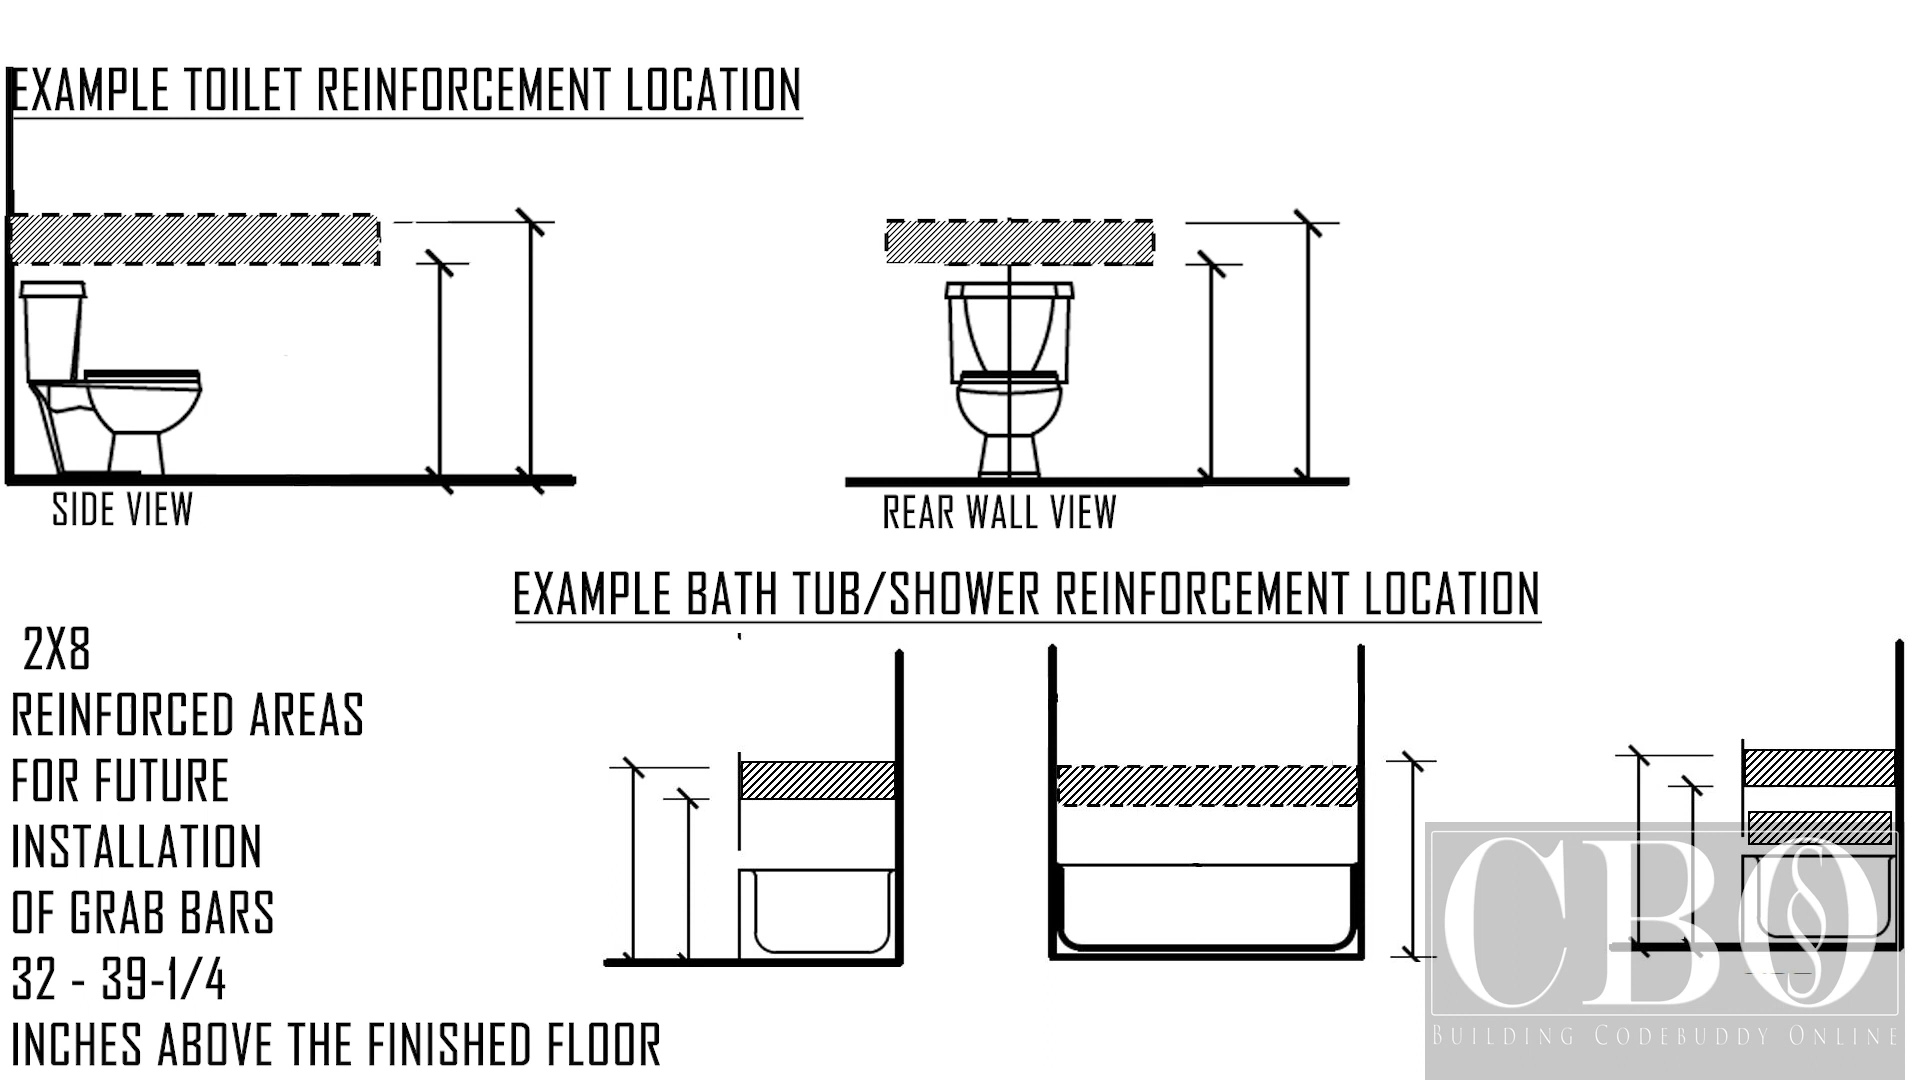 EXAMPLE TOILET REINFORCEMENT LOCATION
SIDE VIEW
REAR WALL VIEW
EXAMPLE BATH TUB/SHOWER REINFORCEMENT LOCATION
2X8
REINFORCED AREAS
FOR FUTURE
INSTALLATION
OF GRAB BARS
32 - 39-1/4
INCHES ABOVE THE FINISHED FLOOR
CBO
§
BUILDING CODEBUDDY ONLINE